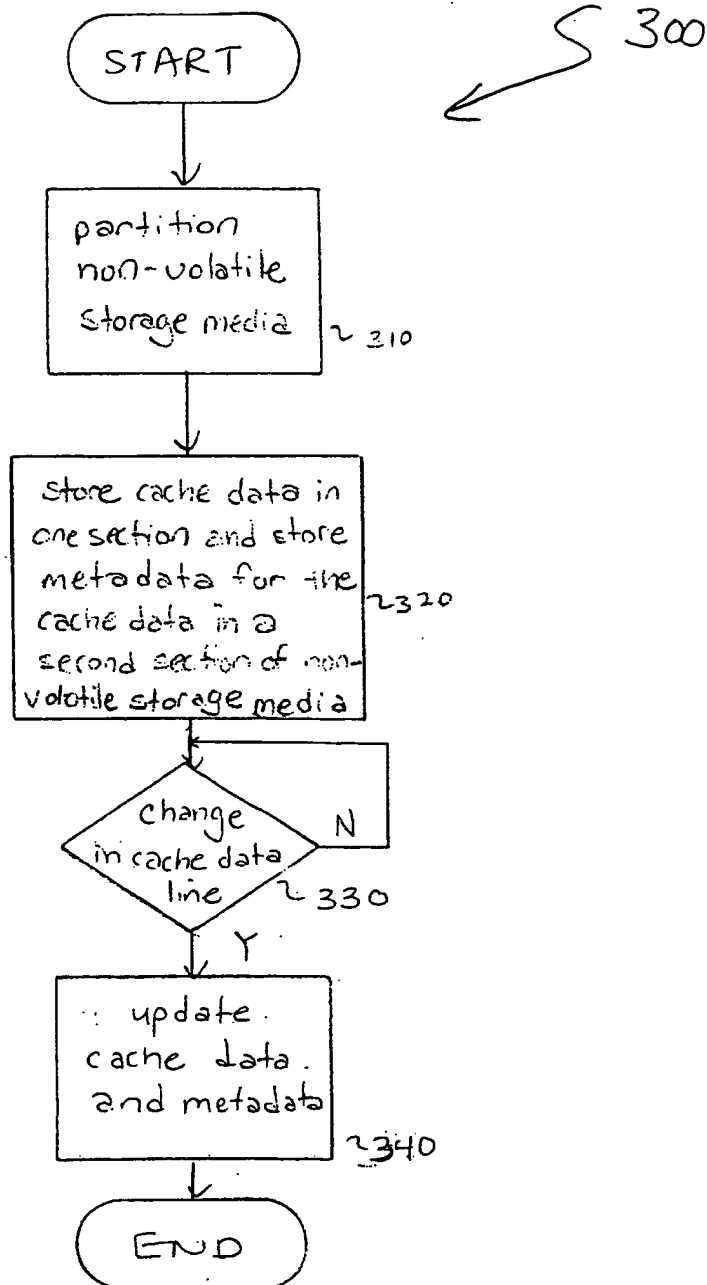 300
START
partition
non-volatile
storage media
310
store cache data in
one section and store
metadata for the
cache data in a
second section of non-
volatile storage media
320
change
in cache data
line
N
330
Y
update
cache data
and metadata
340
END